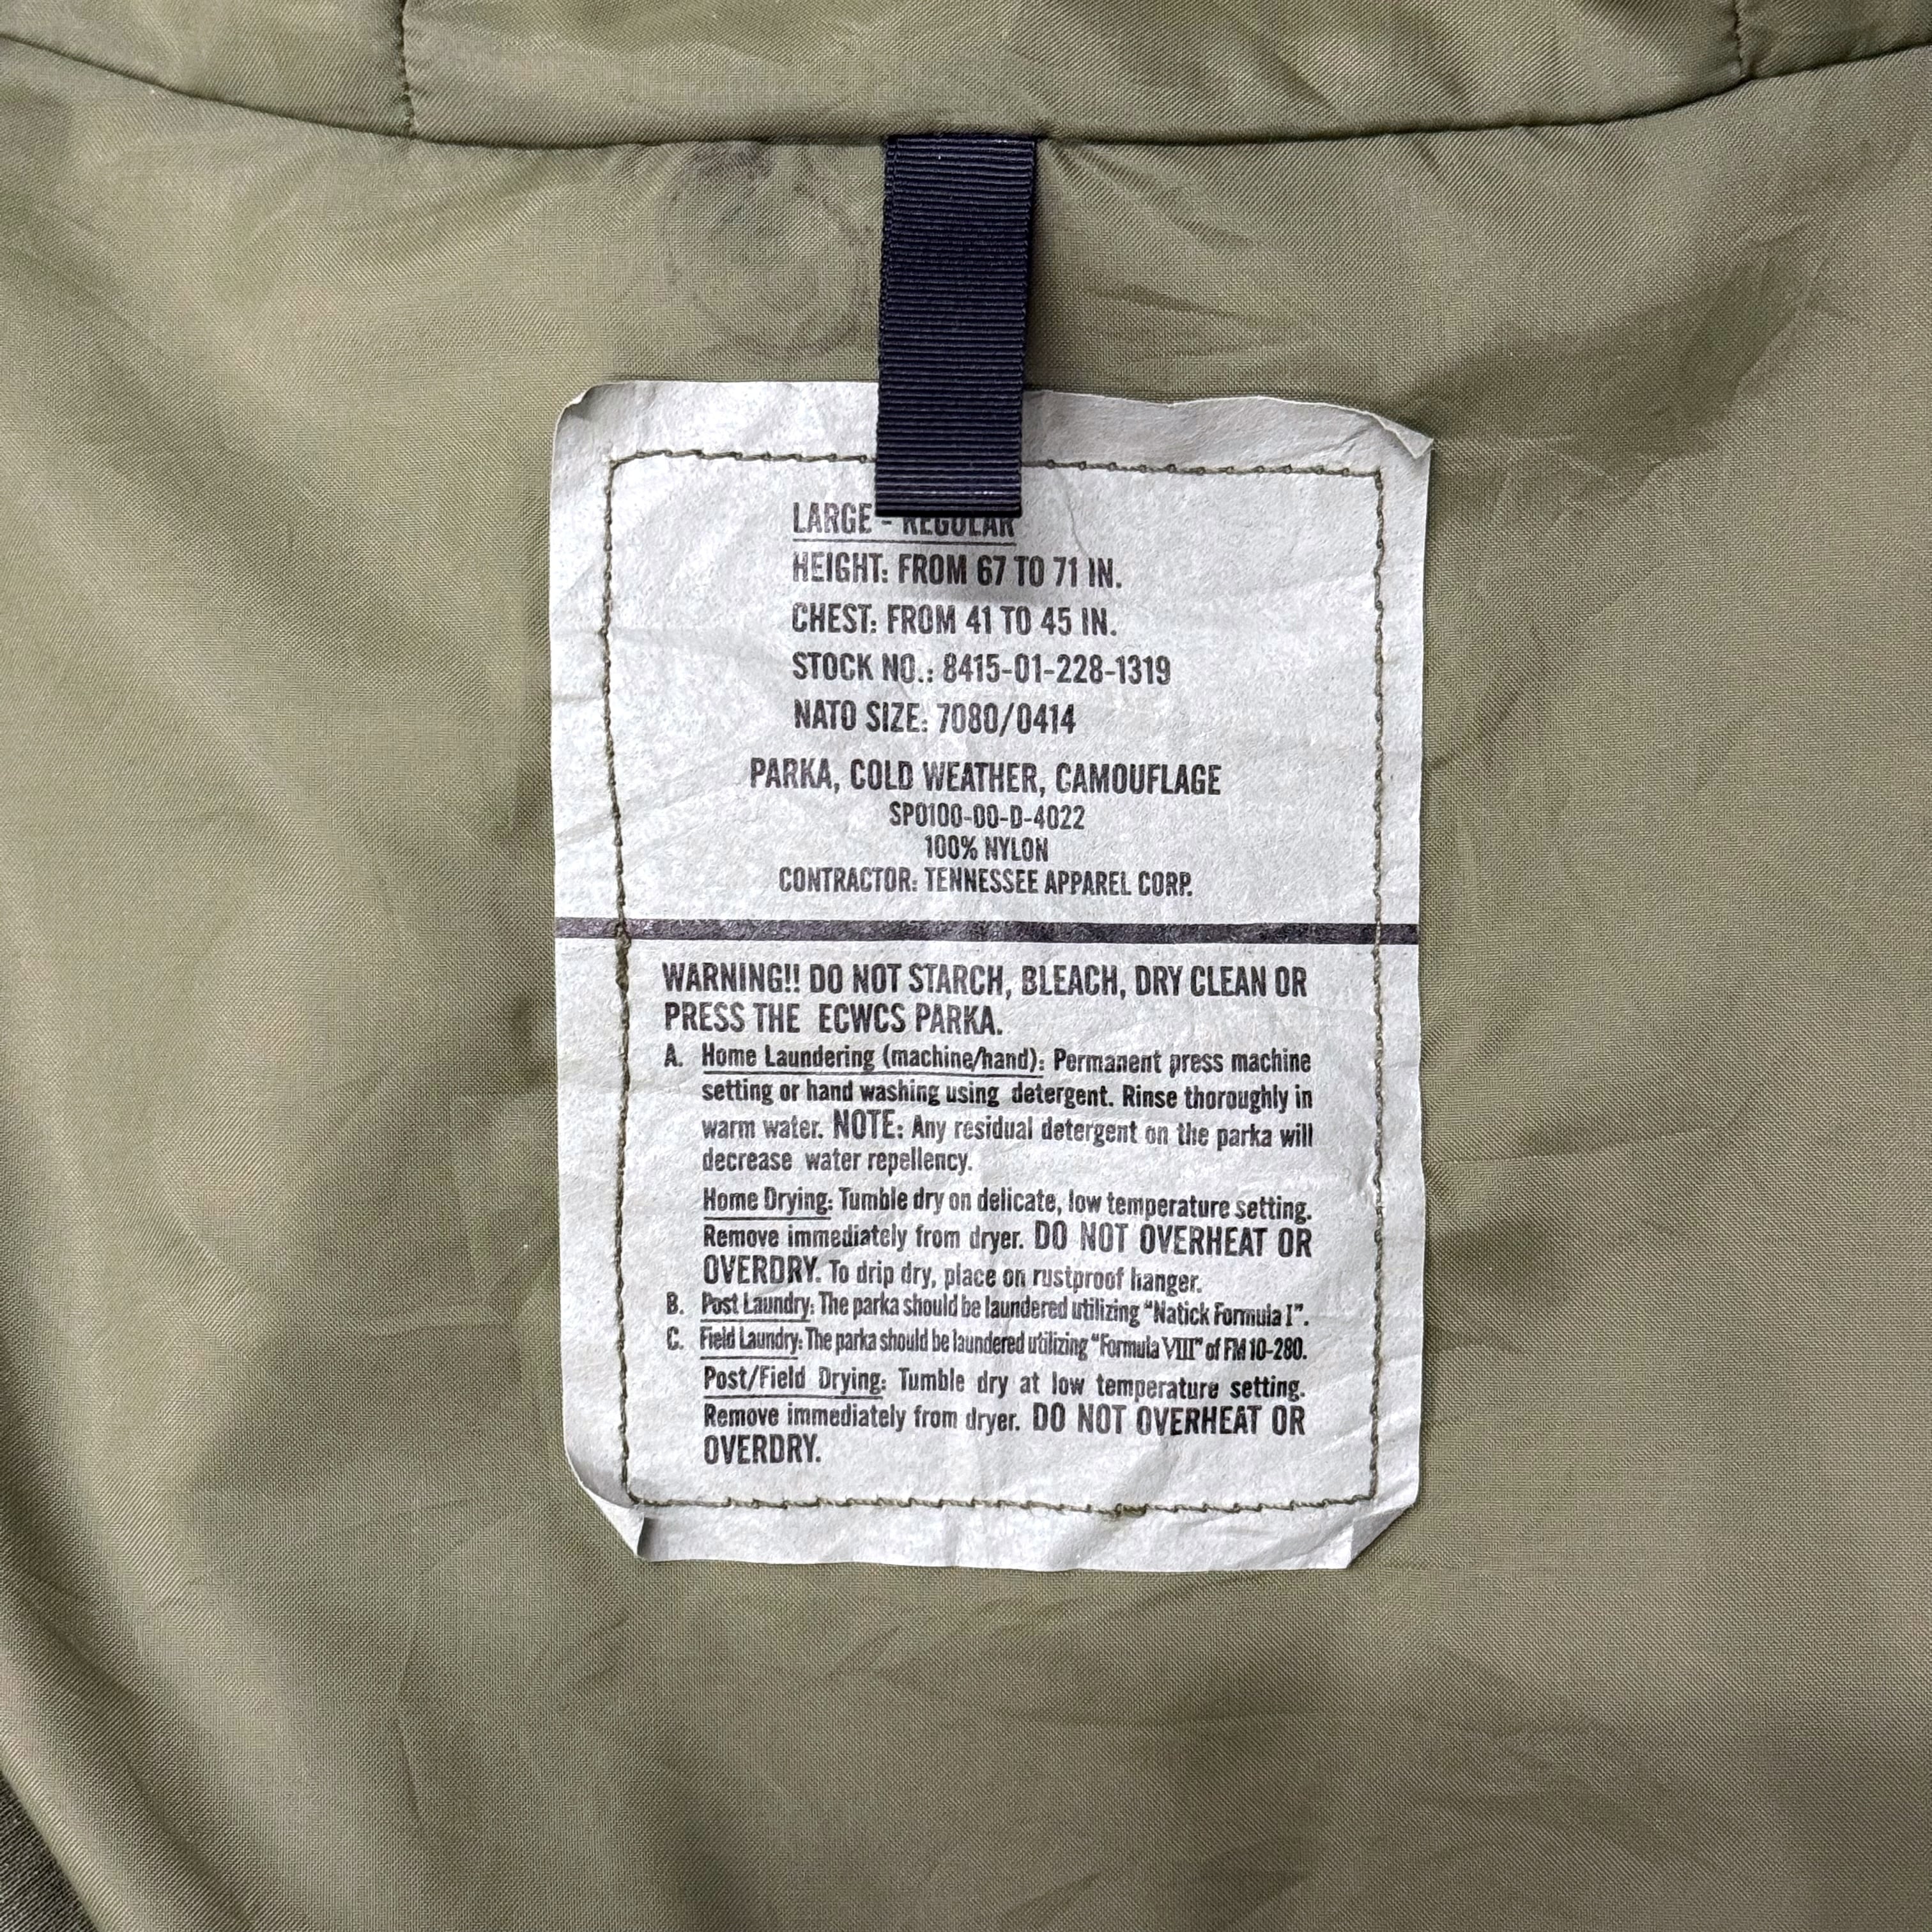 LARGE - REGULAR
HEIGHT: FROM 67 TO 71 IN.
CHEST: FROM 41 TO 45 IN.
STOCK NO.: 8415-01-228-1319
NATO SIZE: 7080/0414
PARKA, COLD WEATHER, CAMOUFLAGE
SP0100-00-D-4022
100% NYLON
CONTRACTOR: TENNESSEE APPAREL CORP.
WARNING!! DO NOT STARCH, BLEACH, DRY CLEAN OR
PRESS THE ECWCS PARKA.
A. Home Laundering (machine/hand): Permanent press machine
setting or hand washing using detergent. Rinse thoroughly in
warm water. NOTE: Any residual detergent on the parka will
decrease water repellency.
Home Drying: Tumble dry on delicate, low temperature setting.
Remove immediately from dryer. DO NOT OVERHEAT OR
OVERDRY. To drip dry, place on rustproof hanger.
B. Post Laundry: The parka should be laundered utilizing "Natick Formula I".
C. Field Laundry: The parka should be laundered utilizing "Formula VIII" of FM 10-280.
Post/Field Drying: Tumble dry at low temperature setting.
Remove immediately from dryer. DO NOT OVERHEAT OR
OVERDRY.